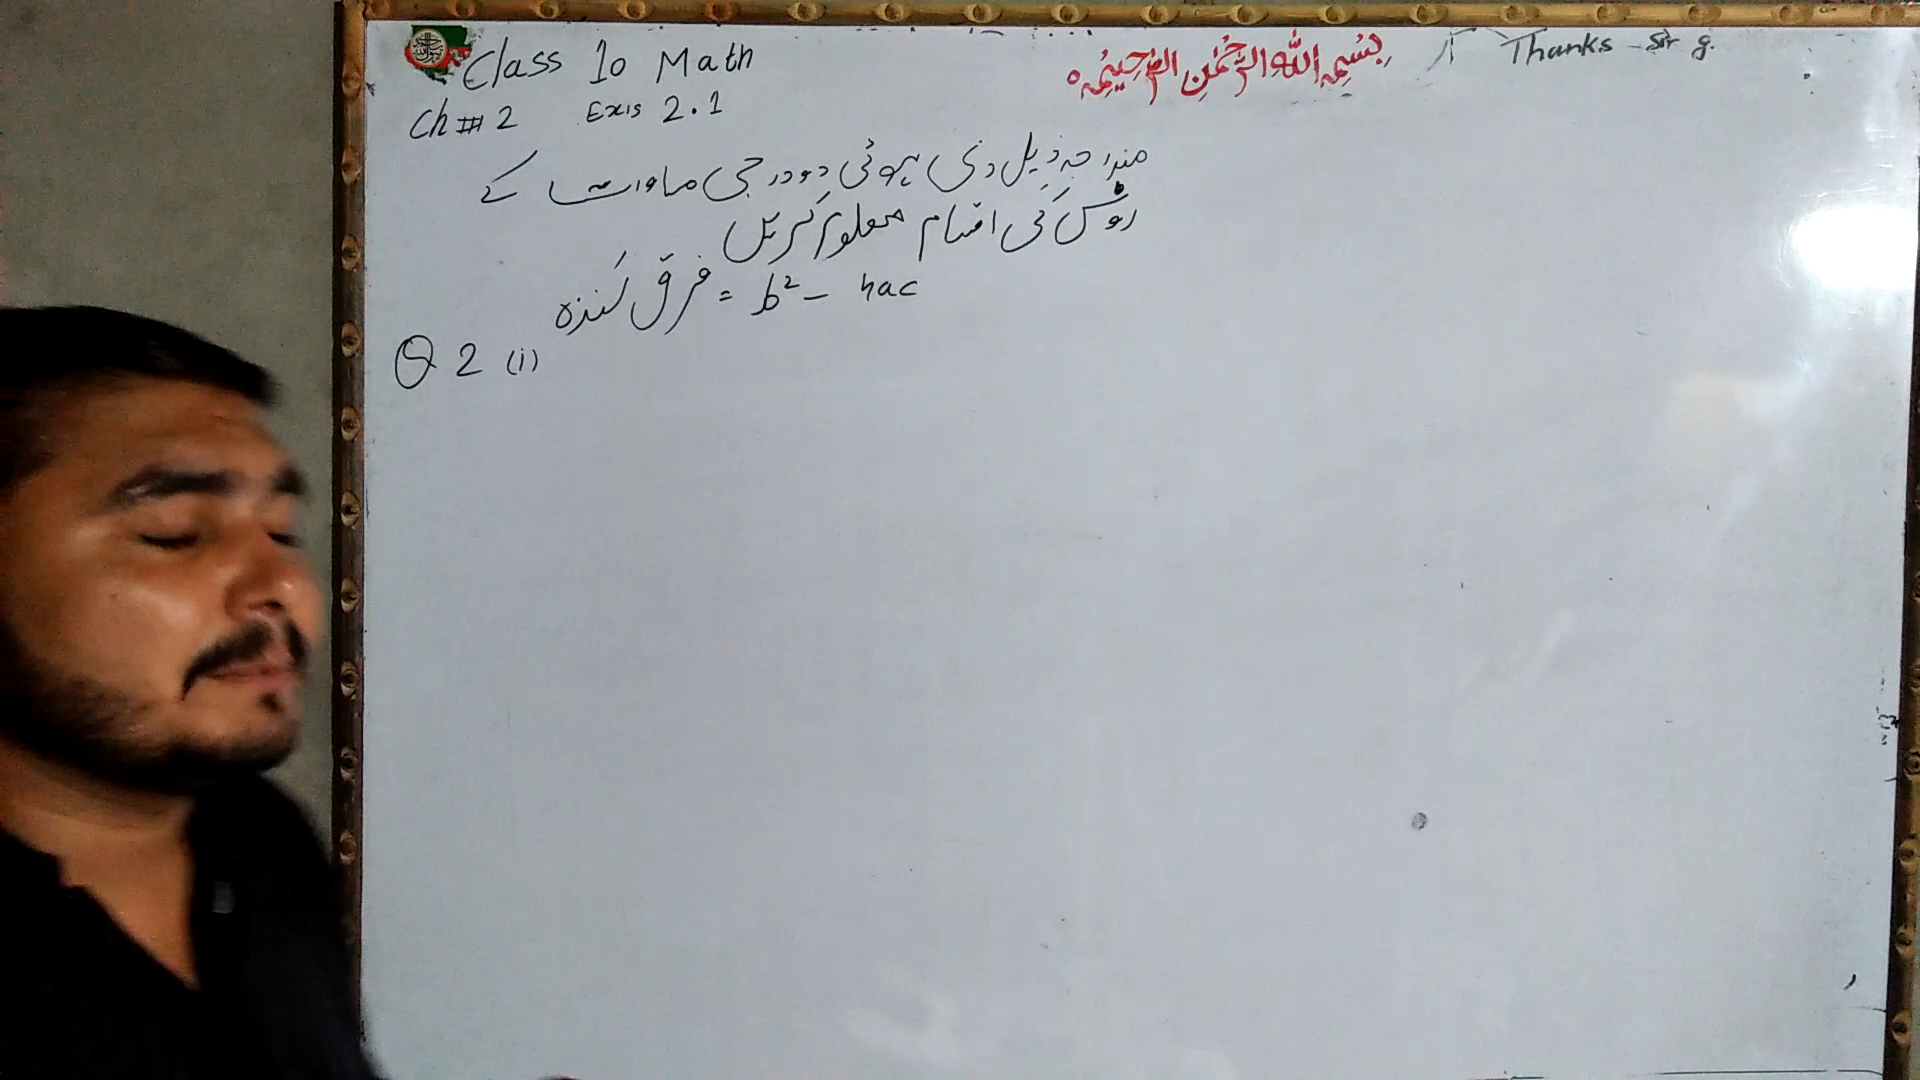 Class 10 Math
بِسْمِ اللهِ الرَّحْمٰنِ الرَّحِيْمِ
Thanks Sir g.
Ch # 2 Exis 2.1
مندرجہ ذیل دی ہوئی دو درجی مساوات کے
روٹس کی اقسام معلوم کریں
فرق کنندہ = b² - 4ac
Q 2 (i)